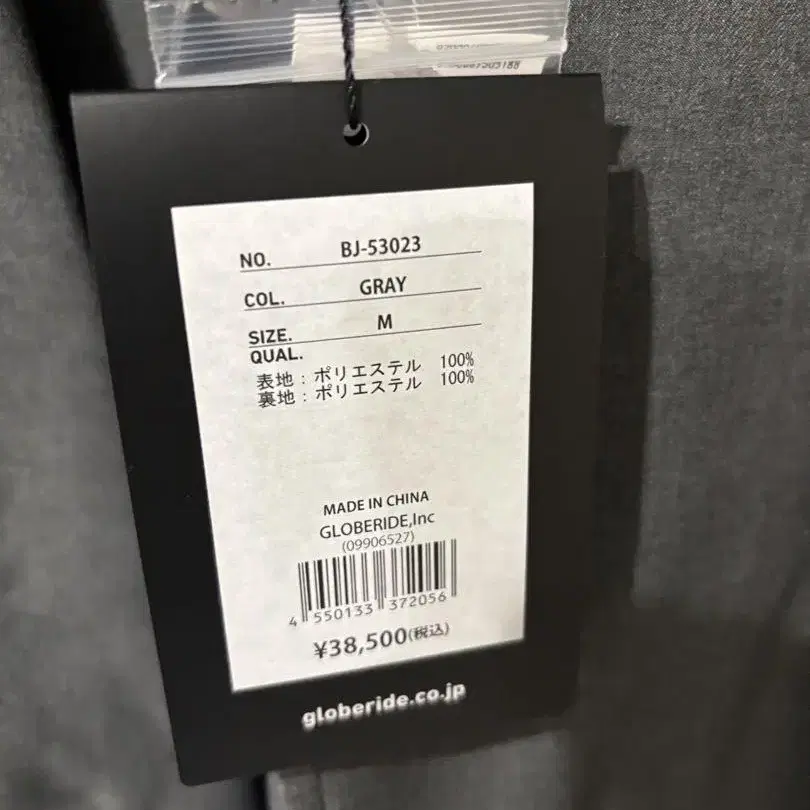 NO. BJ-53023
COL. GRAY
SIZE. M
QUAL.
表地：ポリエステル 100%
裏地：ポリエステル 100%
MADE IN CHINA
GLOBERIDE,Inc
(09906527)
4 550133 372056
¥38,500(税込)
globeride.co.jp